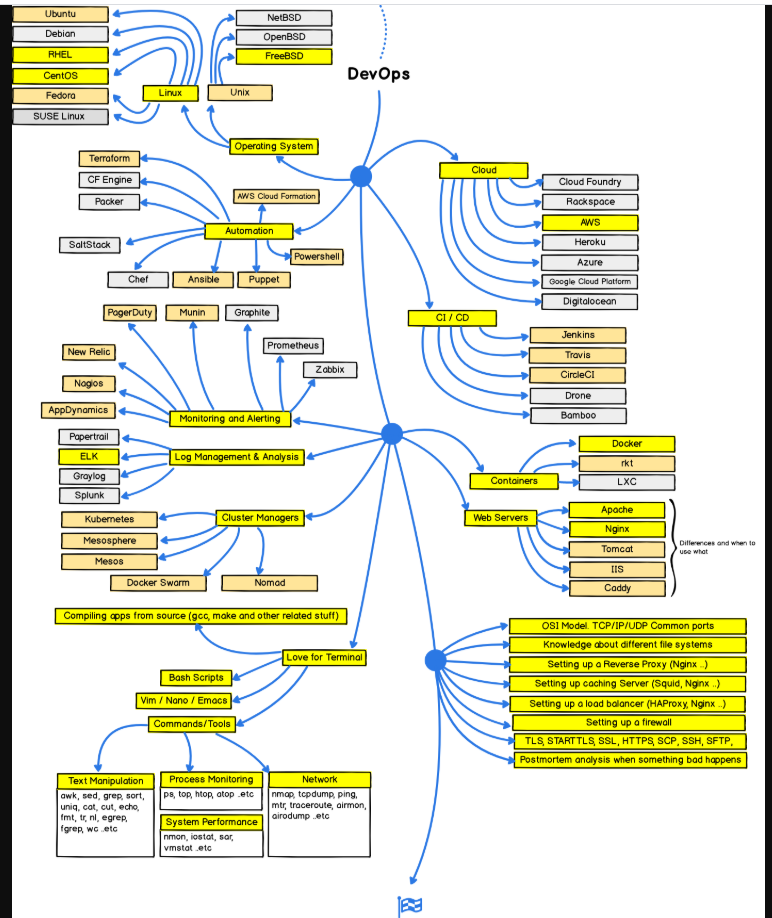 DevOps
Operating System
Linux
Ubuntu
Debian
RHEL
CentOS
Fedora
SUSE Linux
Unix
NetBSD
OpenBSD
FreeBSD
Cloud
Cloud Foundry
Rackspace
AWS
Heroku
Azure
Google Cloud Platform
Digitalocean
Automation
Terraform
CF Engine
Packer
SaltStack
Chef
Ansible
Puppet
Powershell
AWS Cloud Formation
CI / CD
Jenkins
Travis
CircleCI
Drone
Bamboo
Monitoring and Alerting
PagerDuty
Munin
Graphite
Prometheus
Zabbix
New Relic
Nagios
AppDynamics
Log Management & Analysis
Papertrail
ELK
Graylog
Splunk
Containers
Docker
rkt
LXC
Cluster Managers
Kubernetes
Mesosphere
Mesos
Docker Swarm
Nomad
Web Servers
Apache
Nginx
Tomcat
IIS
Caddy
Differences and when to
use what
Love for Terminal
Compiling apps from source (gcc, make and other related stuff)
Bash Scripts
Vim / Nano / Emacs
Commands/Tools
Text Manipulation
awk, sed, grep, sort,
uniq, cat, cut, echo,
fmt, tr, nl, egrep,
fgrep, wc ..etc
Process Monitoring
ps, top, htop, atop ..etc
System Performance
nmon, iostat, sar,
vmstat ..etc
Network
nmap, tcpdump, ping,
mtr, traceroute, airmon,
airodump ..etc
OSI Model. TCP/IP/UDP Common ports
Knowledge about different file systems
Setting up a Reverse Proxy (Nginx ..)
Setting up caching Server (Squid, Nginx ..)
Setting up a load balancer (HAProxy, Nginx ..)
Setting up a firewall
TLS, STARTTLS, SSL, HTTPS, SCP, SSH, SFTP,
Postmortem analysis when something bad happens